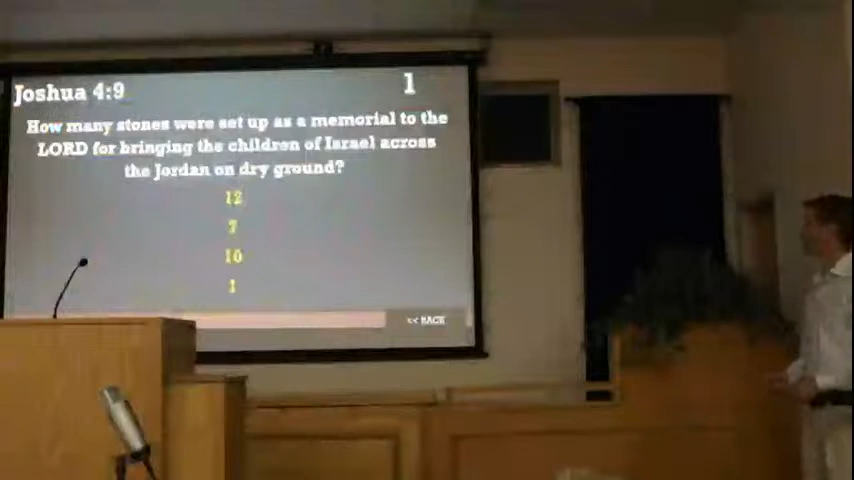 Joshua 4:9
1
How many stones were set up as a memorial to the
LORD for bringing the children of Israel across
the Jordan on dry ground?
12
7
10
1
<< BACK